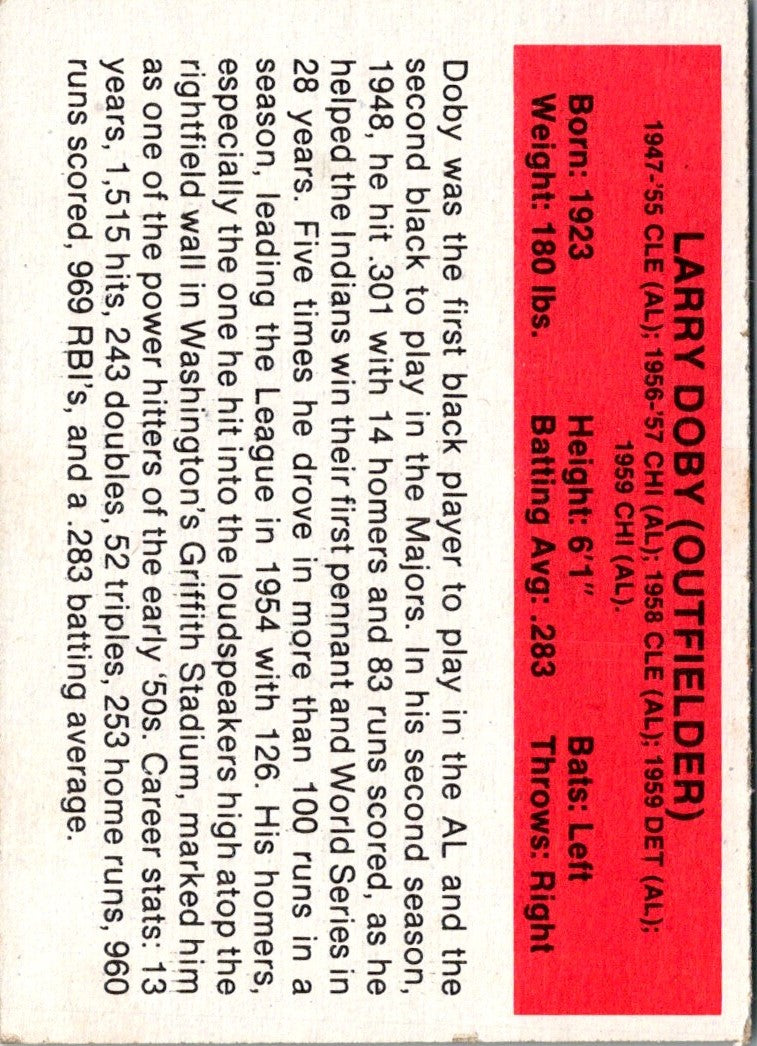 LARRY DOBY (OUTFIELDER)
1947-'55 CLE (AL); 1956-'57 CHI (AL); 1958 CLE (AL); 1959 DET (AL);
1959 CHI (AL).
Born: 1923 Height: 6'1" Bats: Left
Weight: 180 lbs. Batting Avg: .283 Throws: Right
Doby was the first black player to play in the AL and the
second black to play in the Majors. In his second season,
1948, he hit .301 with 14 homers and 83 runs scored, as he
helped the Indians win their first pennant and World Series in
28 years. Five times he drove in more than 100 runs in a
season, leading the League in 1954 with 126. His homers,
especially the one he hit into the loudspeakers high atop the
rightfield wall in Washington's Griffith Stadium, marked him
as one of the power hitters of the early '50s. Career stats: 13
years, 1,515 hits, 243 doubles, 52 triples, 253 home runs, 960
runs scored, 969 RBI's, and a .283 batting average.